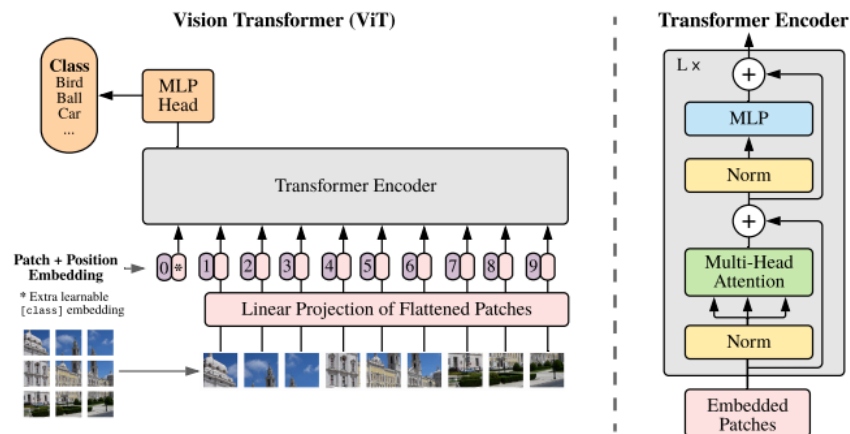 Vision Transformer (ViT)
Class
Bird
Ball
Car
...
MLP
Head
Transformer Encoder
Patch + Position
Embedding
0 * 1 2 3 4 5 6 7 8 9
* Extra learnable
[class] embedding
Linear Projection of Flattened Patches
Transformer Encoder
L ×
+
MLP
Norm
+
Multi-Head
Attention
Norm
Embedded
Patches